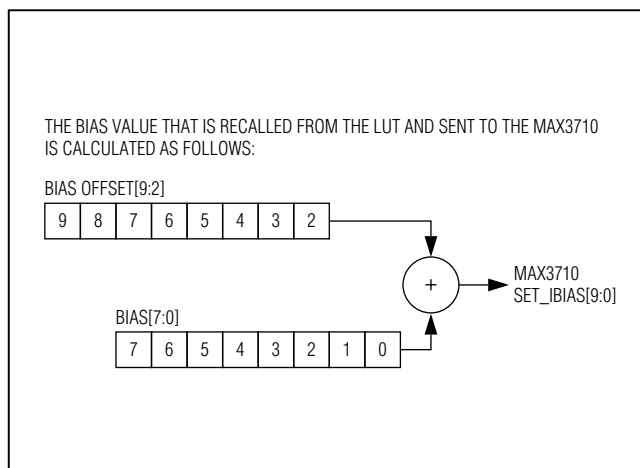 THE BIAS VALUE THAT IS RECALLED FROM THE LUT AND SENT TO THE MAX3710
IS CALCULATED AS FOLLOWS:
BIAS OFFSET[9:2]
9 8 7 6 5 4 3 2
+
MAX3710
SET_IBIAS[9:0]
BIAS[7:0]
7 6 5 4 3 2 1 0